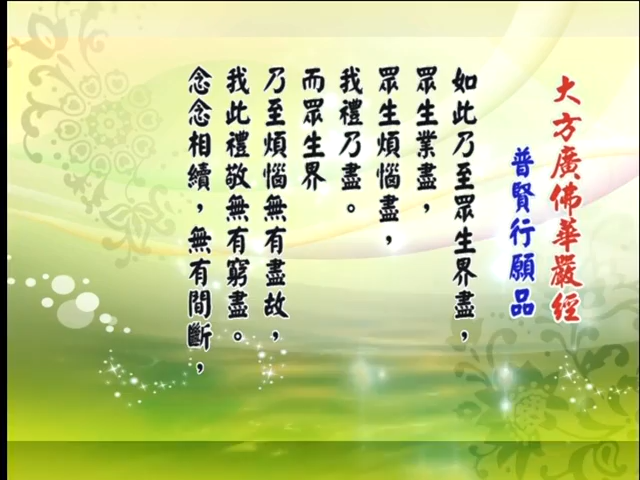 大方廣佛華嚴經
普賢行願品
如此乃至眾生界盡，
眾生業盡，
眾生煩惱盡，
我禮乃盡。
而眾生界
乃至煩惱無有盡故，
我此禮敬無有窮盡。
念念相續，無有間斷，